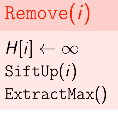 Remove(i)
H[i] ← ∞
SiftUp(i)
ExtractMax()